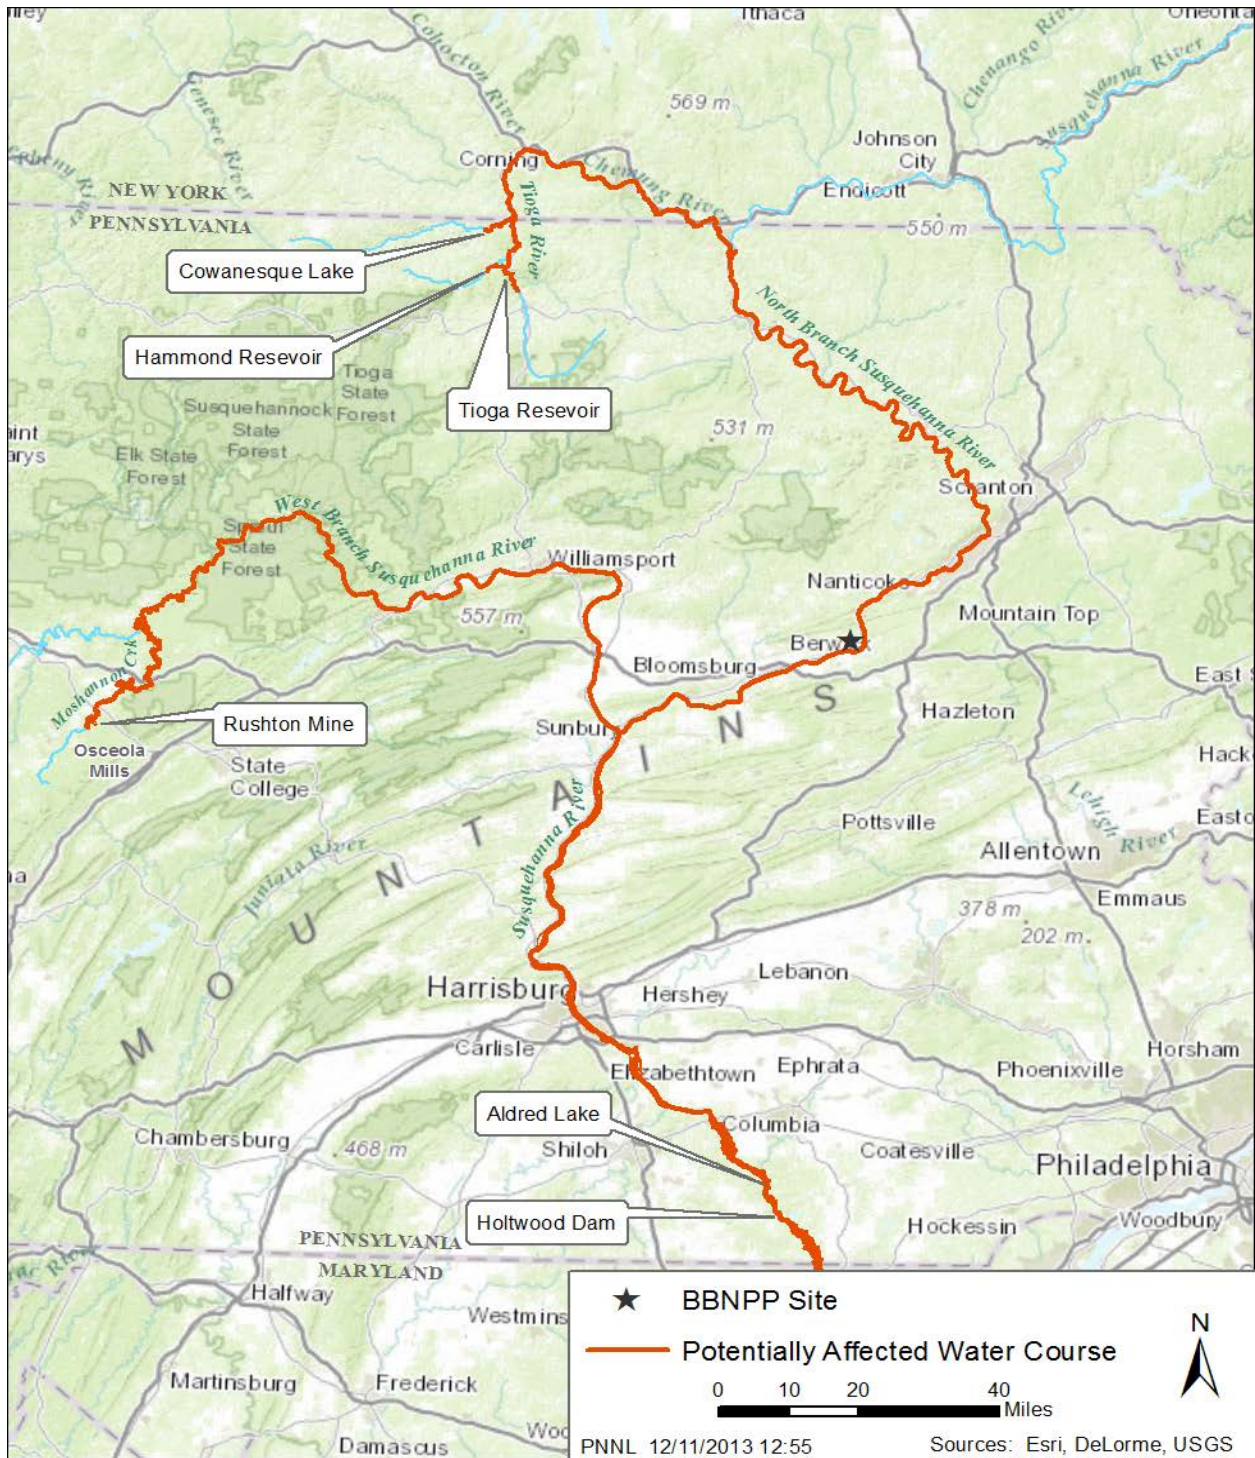 Ithaca
Oneonta
Cohocton River
Genesee River
Chenango River
Susquehanna River
569 m
Johnson
City
Corning
Chemung River
Endicott
NEW YORK
PENNSYLVANIA
Tioga River
550 m
Cowanesque Lake
Hammond Resevoir
Tioga Resevoir
North Branch Susquehanna River
Tioga
State
Forest
Susquehannock
State
Forest
531 m
Elk State
Forest
Scranton
West Branch Susquehanna River
Sproul
State
Forest
Williamsport
Nanticoke
557 m
Mountain Top
Berwick
Bloomsburg
Moshannon Crk
East
Rushton Mine
Hazleton
Sunbury
Osceola
Mills
State
College
Hack
MOUNTAINS
Susquehanna River
Lehigh River
Easto
Pottsville
Juniata River
Allentown
Emmaus
378 m
202 m
Lebanon
Harrisburg
Hershey
Carlisle
Horsham
Elizabethtown
Ephrata
Phoenixville
Aldred Lake
Columbia
Chambersburg
468 m
Shiloh
Coatesville
Philadelphia
Holtwood Dam
Hockessin
Woodbury
PENNSYLVANIA
MARYLAND
Halfway
Westmins
Martinsburg
Frederick
Damascus
Woo
BBNPP Site
Potentially Affected Water Course
N
0 10 20 40
Miles
PNNL 12/11/2013 12:55
Sources: Esri, DeLorme, USGS